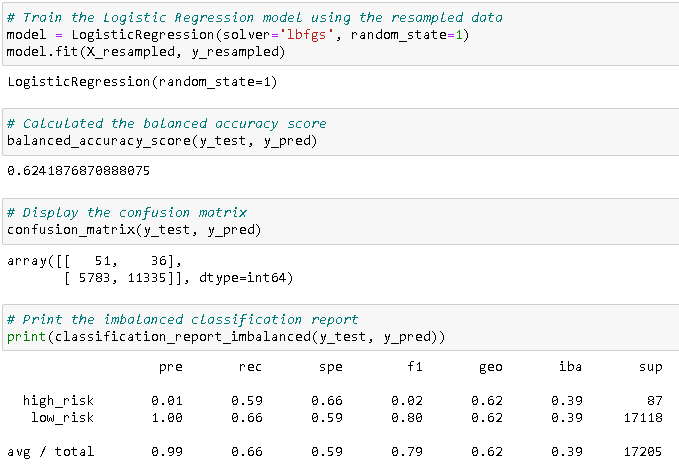 # Train the Logistic Regression model using the resampled data
model = LogisticRegression(solver='lbfgs', random_state=1)
model.fit(X_resampled, y_resampled)
LogisticRegression(random_state=1)
# Calculated the balanced accuracy score
balanced_accuracy_score(y_test, y_pred)
0.6241876870888075
# Display the confusion matrix
confusion_matrix(y_test, y_pred)
array([[   51,    36],
       [ 5783, 11335]], dtype=int64)
# Print the imbalanced classification report
print(classification_report_imbalanced(y_test, y_pred))
pre rec spe f1 geo iba sup
high_risk 0.01 0.59 0.66 0.02 0.62 0.39 87
low_risk 1.00 0.66 0.59 0.80 0.62 0.39 17118
avg / total 0.99 0.66 0.59 0.79 0.62 0.39 17205